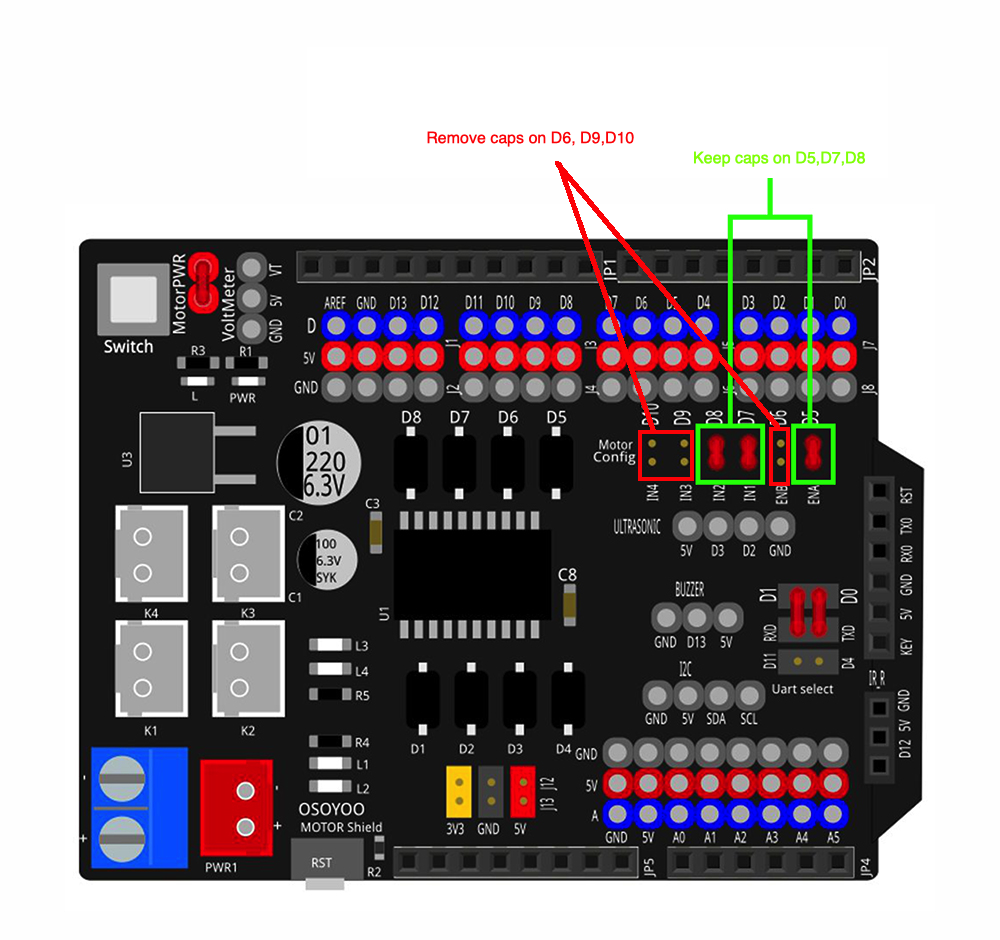 Remove caps on D6, D9,D10
Keep caps on D5,D7,D8
MotorPWR
VoltMeter
VT
5V
GND
JP1
JP2
Switch
AREF GND D13 D12 D11 D10 D9 D8 D7 D6 D5 D4 D3 D2 D1 D0
D
5V
GND
J1
J2
J3
J4
J5
J6
J7
J8
R3 R1
L PWR
D8 D7 D6 D5
D10 D9 D8 D7 D6 D5
Motor
Config
IN4 IN3 IN2 IN1 ENB ENA
U3
01
220
6.3V
C2
C3
100
6.3V
SYK
C1
U1
C8
ULTRASONIC
5V D3 D2 GND
RST
TX0
RX0
GND
5V
KEY
BUZZER
GND D13 5V
D1 D0
RXD TXD
D11 D4
Uart select
K4 K3
K1 K2
L3
L4
R5
R4
L1
L2
I2C
GND 5V SDA SCL
IR_R
GND
5V
D12
D1 D2 D3 D4
GND
5V
A
GND 5V A0 A1 A2 A3 A4 A5
J12
J13
3V3 GND 5V
-
+
-
+
PWR1
OSOYOO
MOTOR Shield
RST
R2
JP5
JP4